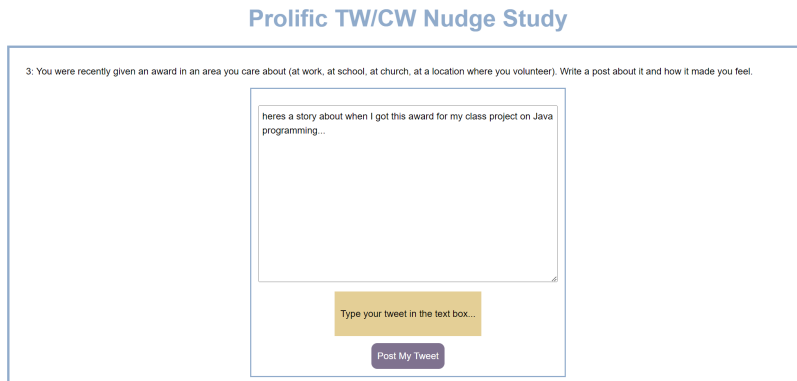 Prolific TW/CW Nudge Study
3: You were recently given an award in an area you care about (at work, at school, at church, at a location where you volunteer). Write a post about it and how it made you feel.
heres a story about when I got this award for my class project on Java
programming...
Type your tweet in the text box...
Post My Tweet